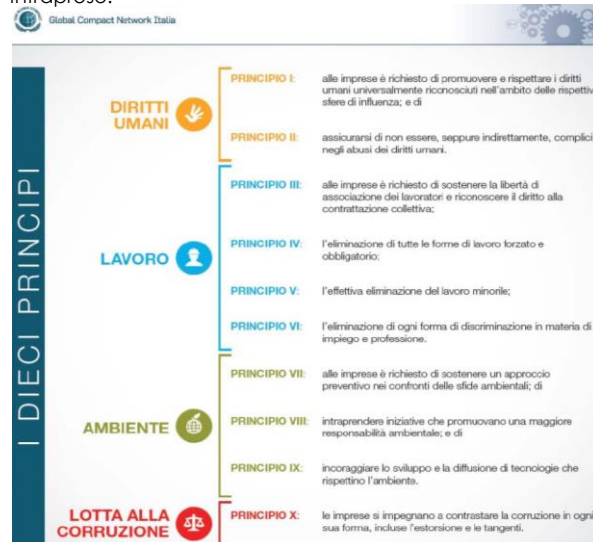 intrapreso.
Global Compact Network Italia
I DIECI PRINCIPI
DIRITTI
UMANI
PRINCIPIO I:
alle imprese è richiesto di promuovere e rispettare i diritti
umani universalmente riconosciuti nell'ambito delle rispettiv
sfere di influenza; e di
PRINCIPIO II:
assicurarsi di non essere, seppure indirettamente, complici
negli abusi dei diritti umani.
LAVORO
PRINCIPIO III:
alle imprese è richiesto di sostenere la libertà di
associazione dei lavoratori e riconoscere il diritto alla
contrattazione collettiva;
PRINCIPIO IV:
l'eliminazione di tutte le forme di lavoro forzato e
obbligatorio;
PRINCIPIO V:
l'effettiva eliminazione del lavoro minorile;
PRINCIPIO VI:
l'eliminazione di ogni forma di discriminazione in materia di
impiego e professione.
AMBIENTE
PRINCIPIO VII:
alle imprese è richiesto di sostenere un approccio
preventivo nei confronti delle sfide ambientali; di
PRINCIPIO VIII:
intraprendere iniziative che promuovano una maggiore
responsabilità ambientale; e di
PRINCIPIO IX:
incoraggiare lo sviluppo e la diffusione di tecnologie che
rispettino l'ambiente.
LOTTA ALLA
CORRUZIONE
PRINCIPIO X:
le imprese si impegnano a contrastare la corruzione in ogni
sua forma, incluse l'estorsione e le tangenti.